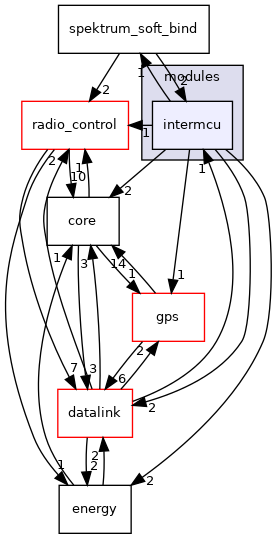 spektrum_soft_bind
modules
2
1
2
radio_control
1
intermcu
2
1
10
2
1
core
1
3
14
1
1
gps
2
7
3
6
2
datalink
2
2
1
2
energy